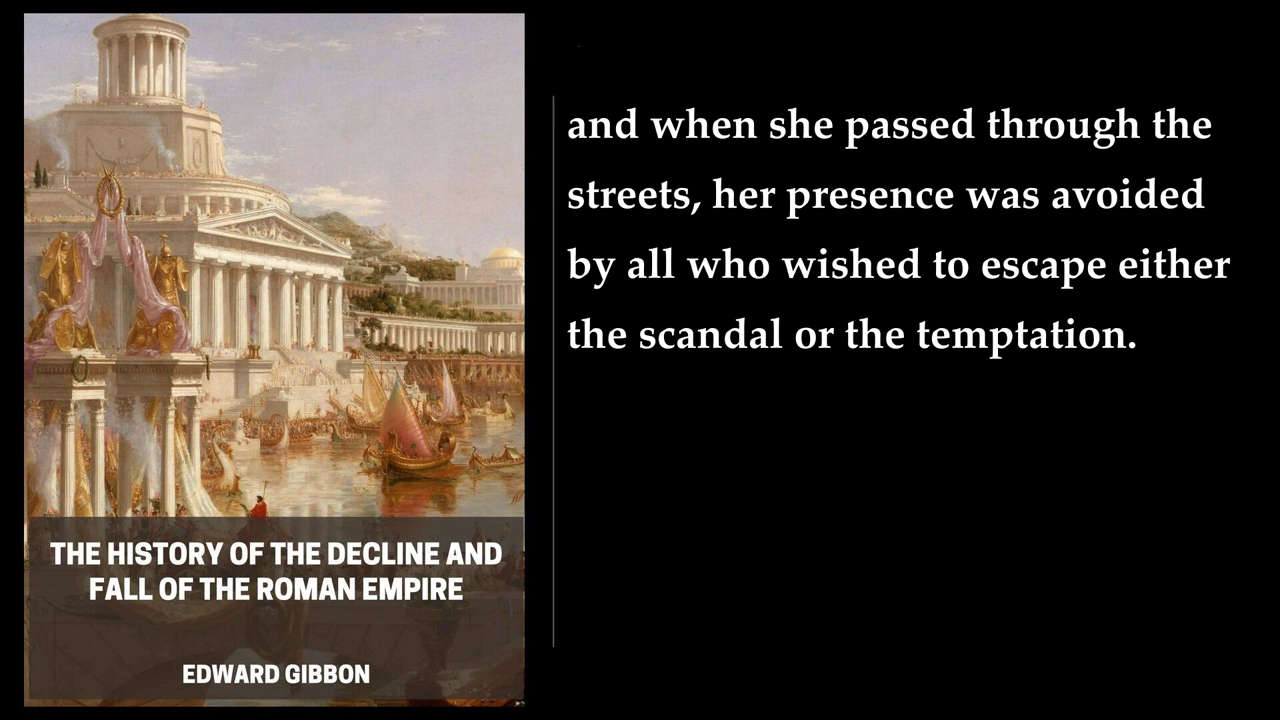 and when she passed through the
streets, her presence was avoided
by all who wished to escape either
the scandal or the temptation.
THE HISTORY OF THE DECLINE AND
FALL OF THE ROMAN EMPIRE
EDWARD GIBBON